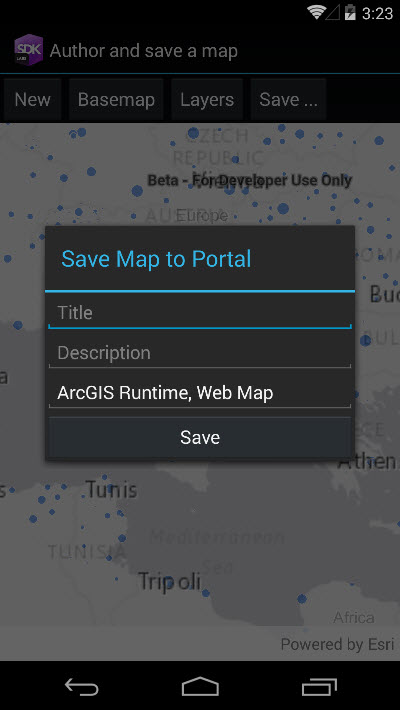 3:23
SDK
LABS
Author and save a map
New
Basemap
Layers
Save ...
CZECH
REPUBLIC
Beta - For Developer Use Only
AUSTRIA
Europe
Save Map to Portal
Title
Description
ArcGIS Runtime, Web Map
Save
Athen
Tunis
TUNISIA
Mediterranean
Sea
Tripoli
Africa
Powered by Esri